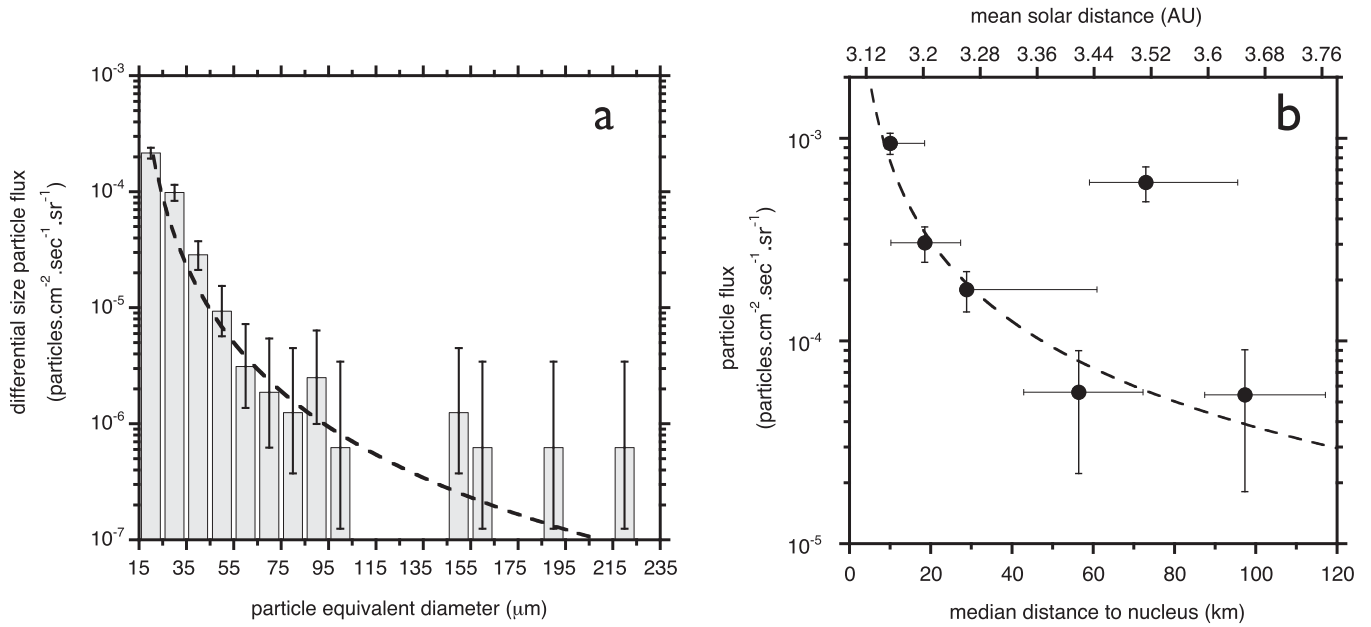 mean solar distance (AU)
3.12 3.2 3.28 3.36 3.44 3.52 3.6 3.68 3.76
a
b
10-3
10-4
10-5
10-6
10-7
differential size particle flux
(particles.cm-2.sec-1.sr-1)
15 35 55 75 95 115 135 155 175 195 215 235
particle equivalent diameter (μm)
10-3
10-4
10-5
particle flux
(particles.cm-2.sec-1.sr-1)
0 20 40 60 80 100 120
median distance to nucleus (km)